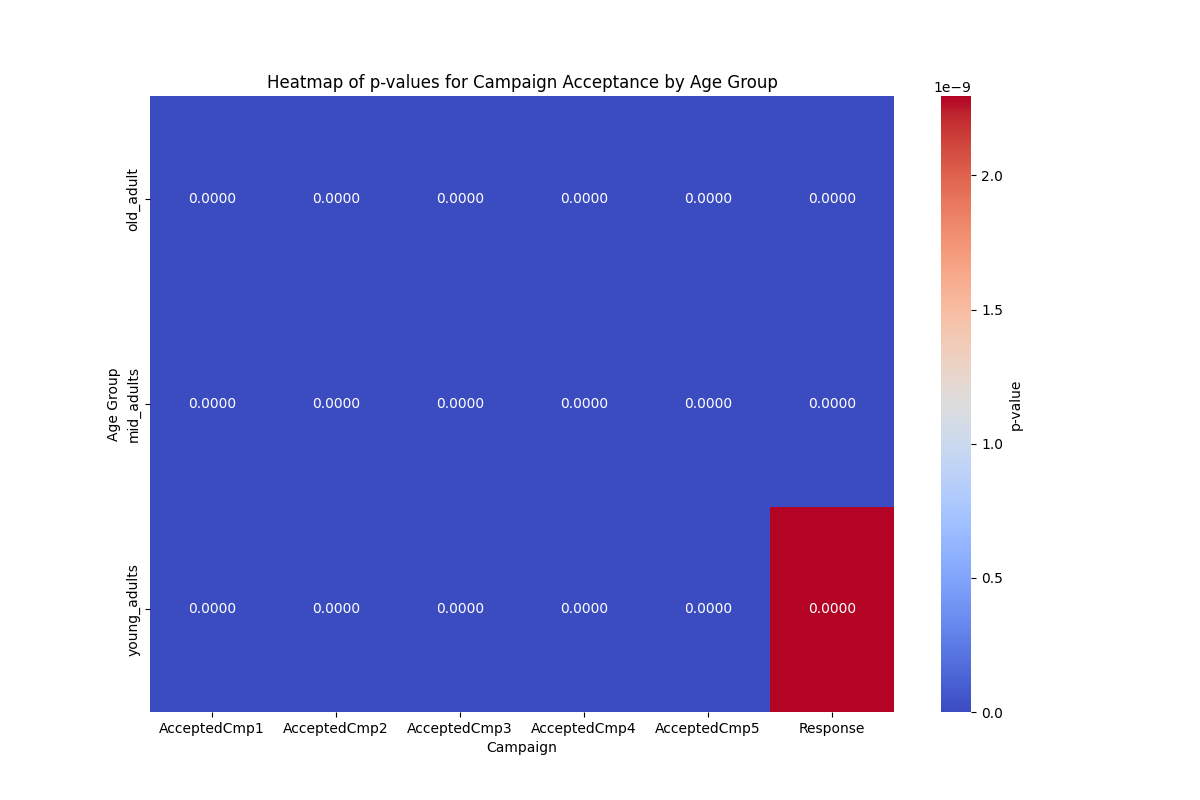 Heatmap of p-values for Campaign Acceptance by Age Group
1e−9
old_adult
0.0000 0.0000 0.0000 0.0000 0.0000 0.0000
2.0
1.5
Age Group
mid_adults
0.0000 0.0000 0.0000 0.0000 0.0000 0.0000
p-value
1.0
young_adults
0.0000 0.0000 0.0000 0.0000 0.0000 0.0000
0.5
0.0
AcceptedCmp1 AcceptedCmp2 AcceptedCmp3 AcceptedCmp4 AcceptedCmp5 Response
Campaign